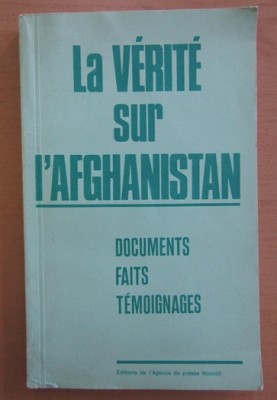 La VÉRITÉ
sur
l'AFGHANISTAN
DOCUMENTS
FAITS
TÉMOIGNAGES
Éditions de l'Agence de presse Novosti